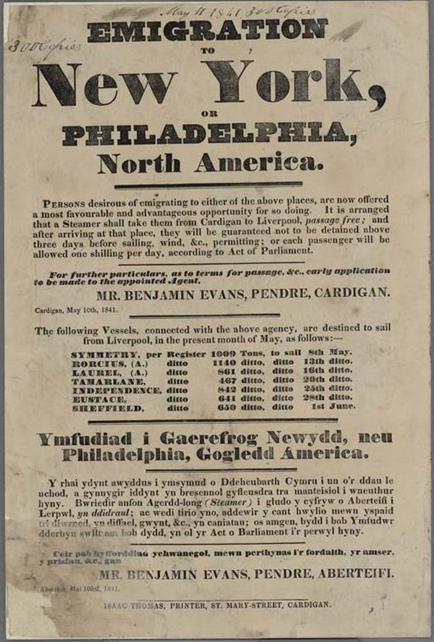 May 11 1841 300 Copies
300 Copies
EMIGRATION
TO
New York,
OR
PHILADELPHIA,
North America.
PERSONS desirous of emigrating to either of the above places, are now offered
a most favourable and advantageous opportunity for so doing. It is arranged
that a Steamer shall take them from Cardigan to Liverpool, passage free; and
after arriving at that place, they will be guaranteed not to be detained above
three days before sailing, wind, &c., permitting; or each passenger will be
allowed one shilling per day, according to Act of Parliament.
For further particulars, as to terms for passage, &c., early application
to be made to the appointed Agent,
MR. BENJAMIN EVANS, PENDRE, CARDIGAN.
Cardigan, May 10th, 1841.
The following Vessels, connected with the above agency, are destined to sail
from Liverpool, in the present month of May, as follows:—
SYMMETRY, per Register 1009 Tons, to sail 8th May.
RORCIUS, (A.) ditto 1140 ditto, ditto 13th ditto.
LAUREL, (A.) ditto 861 ditto, ditto 16th ditto.
TAMARLANE, ditto 467 ditto, ditto 20th ditto.
INDEPENDENCE, ditto 842 ditto, ditto 25th ditto.
EUSTACE, ditto 641 ditto, ditto 28th ditto.
SHEFFIELD, ditto 650 ditto, ditto 1st June.
Ymfudiad i Gaerefrog Newydd, neu
Philadelphia, Gogledd America.
Y rhai ydynt awyddus i ymsymud o Ddeheubarth Cymru i un o'r ddau le
uchod, a gynnygir iddynt yn bresennol gyfleusdra tra manteisiol i wneuthur
hyny. Bwriedir anfon Agerdd-long (Steamer) i gludo y cyfryw o Aberteifi i
Lerpwl, yn ddidraul; ac wedi tirio yno, addewir y cant hwylio mewn yspaid
tri diwrnod, yn diffael, gwynt, &c., yn caniatau; os amgen, bydd i bob Ymfudwr
dderbyn swllt am bob dydd, yn ol yr Act o Barliament i'r perwyl hyny.
Ceir pob hyfforddiad ychwanegol, mewn perthynas i'r fordaith, yr amser,
y prisiau, &c., gan
MR. BENJAMIN EVANS, PENDRE, ABERTEIFI.
Aberteifi, Mai 10fed, 1841.
ISAAC THOMAS, PRINTER, ST. MARY-STREET, CARDIGAN.